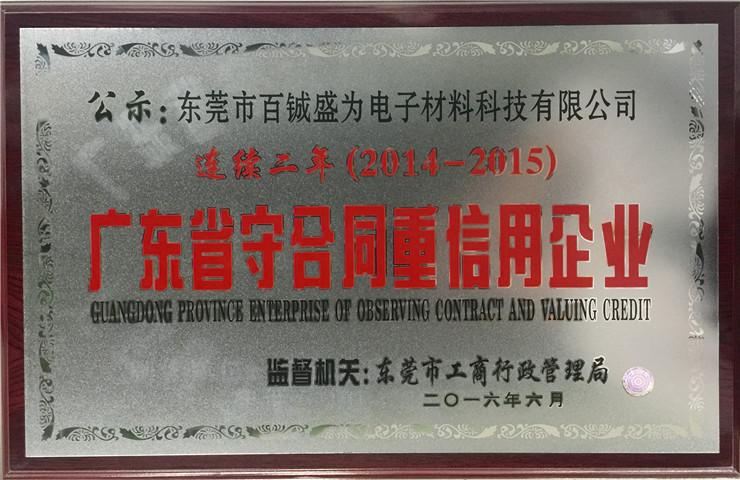 公示:东莞市百铖盛为电子材料科技有限公司
连续二年(2014-2015)
广东省守合同重信用企业
GUANGDONG PROVINCE ENTERPRISE OF OBSERVING CONTRACT AND VALUING CREDIT
监督机关:东莞市工商行政管理局
二〇一六年六月